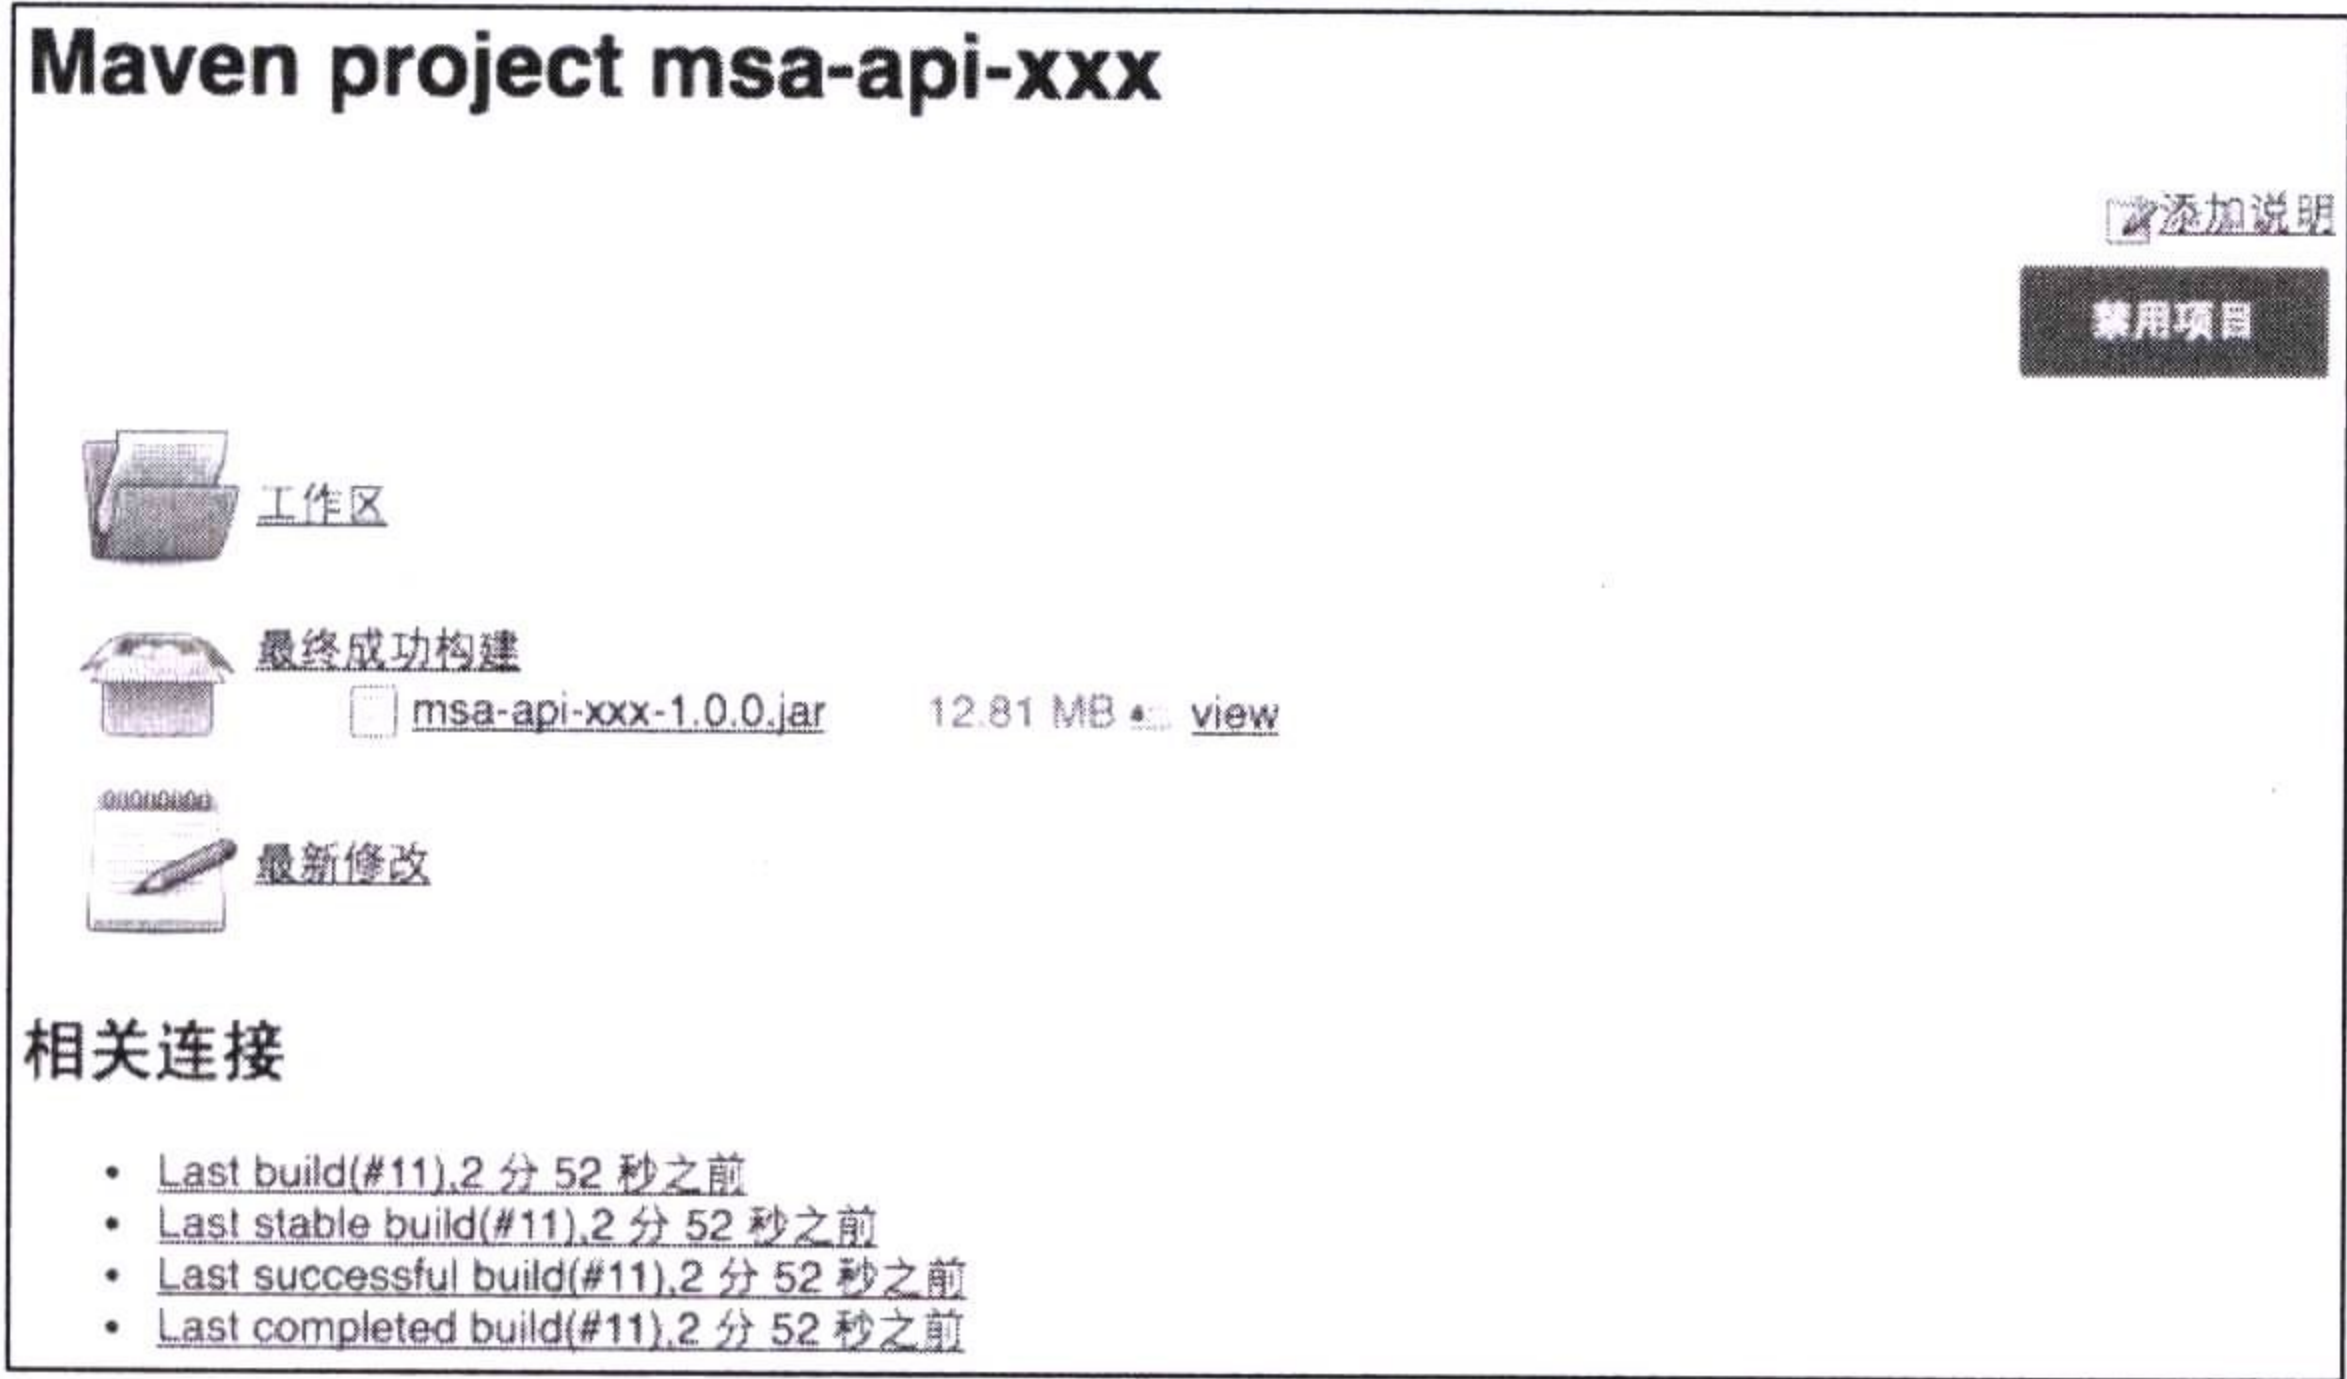 Maven project msa-api-xxx
添加说明
禁用项目
工作区
最终成功构建
msa-api-xxx-1.0.0.jar 12.81 MB view
最新修改
相关连接
• Last build(#11),2 分 52 秒之前
• Last stable build(#11),2 分 52 秒之前
• Last successful build(#11),2 分 52 秒之前
• Last completed build(#11),2 分 52 秒之前